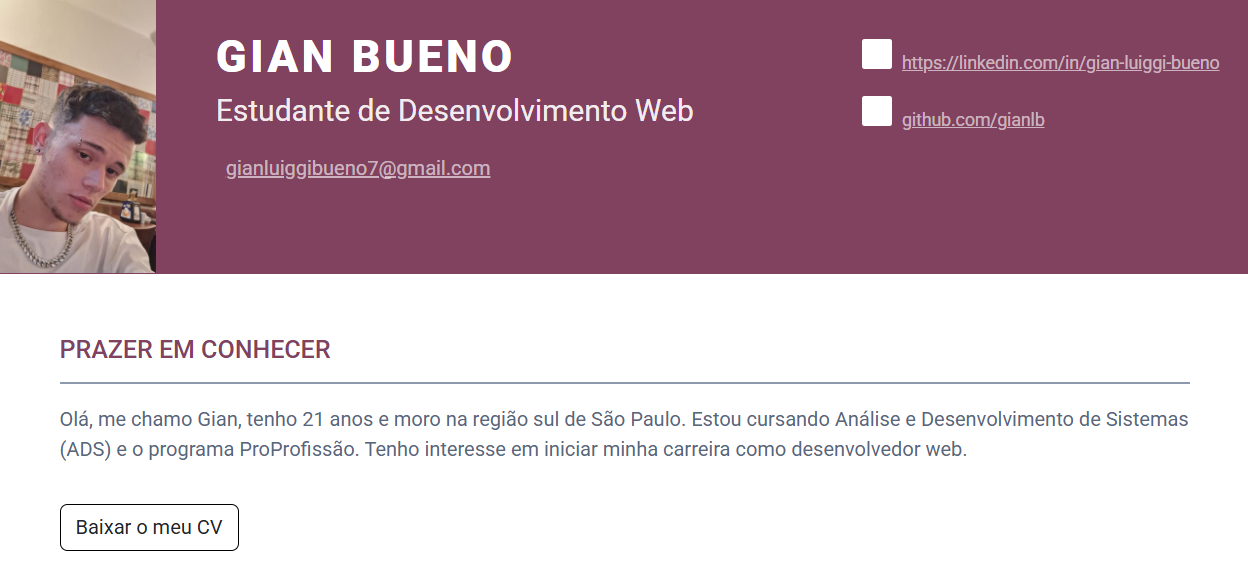 GIAN BUENO
Estudante de Desenvolvimento Web
gianluiggibueno7@gmail.com
https://linkedin.com/in/gian-luiggi-bueno
github.com/gianlb
PRAZER EM CONHECER
Olá, me chamo Gian, tenho 21 anos e moro na região sul de São Paulo. Estou cursando Análise e Desenvolvimento de Sistemas
(ADS) e o programa ProProfissão. Tenho interesse em iniciar minha carreira como desenvolvedor web.
Baixar o meu CV